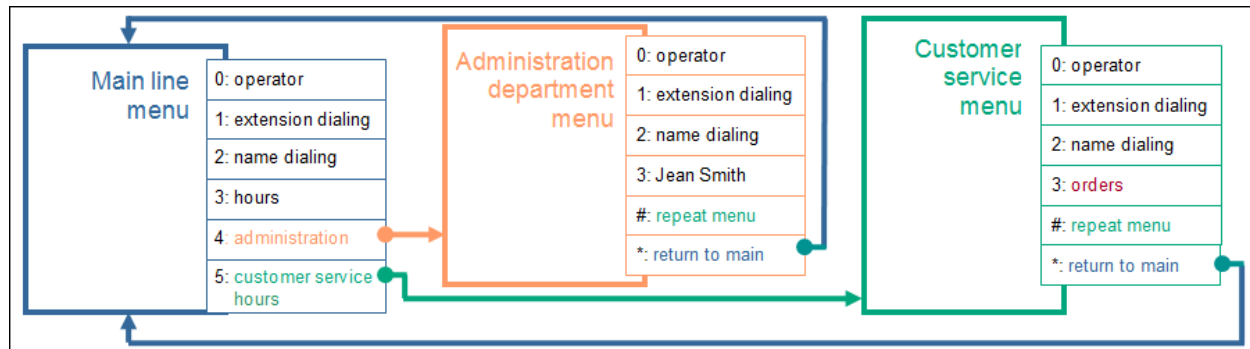 Main line
menu
0: operator
1: extension dialing
2: name dialing
3: hours
4: administration
5: customer service
hours
Administration
department
menu
0: operator
1: extension dialing
2: name dialing
3: Jean Smith
#: repeat menu
*: return to main
Customer
service
menu
0: operator
1: extension dialing
2: name dialing
3: orders
#: repeat menu
*: return to main